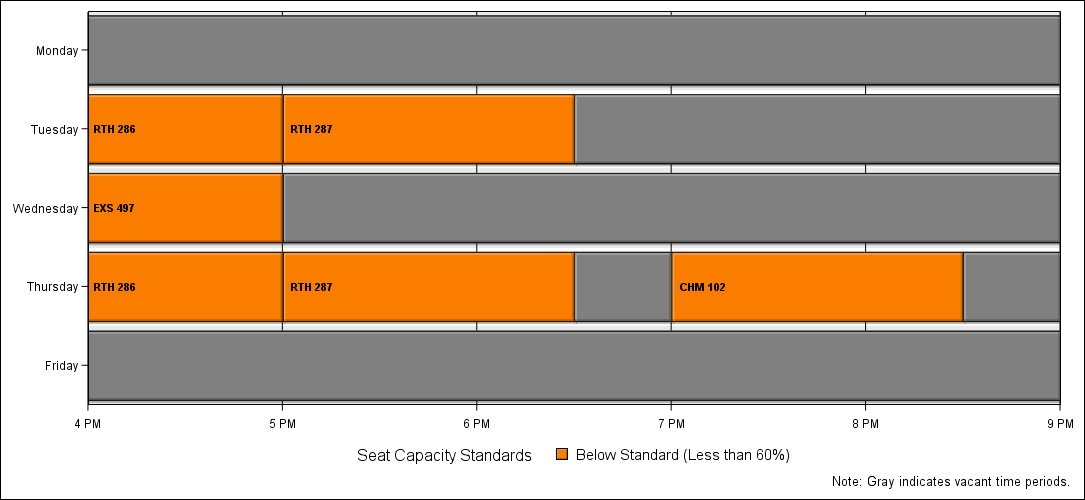 Monday
Tuesday
RTH 286
RTH 287
Wednesday
EXS 497
Thursday
RTH 286
RTH 287
CHM 102
Friday
4 PM 5 PM 6 PM 7 PM 8 PM 9 PM
Seat Capacity Standards Below Standard (Less than 60%)
Note: Gray indicates vacant time periods.